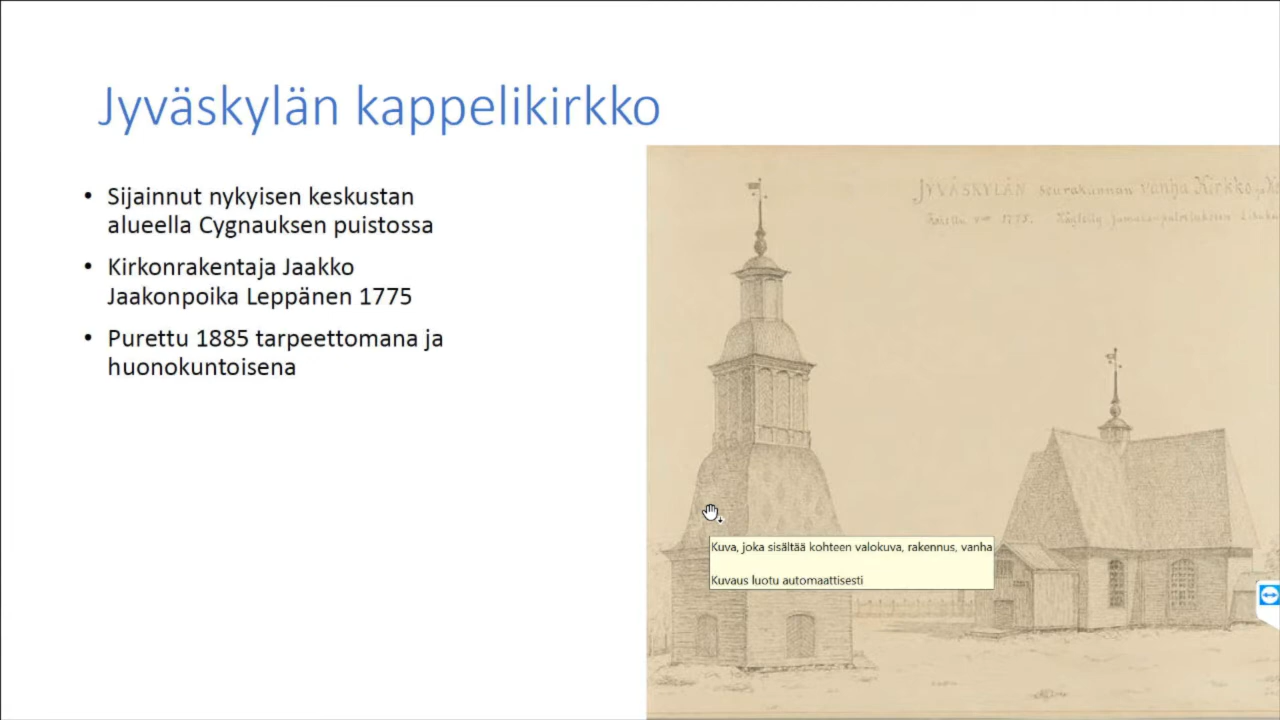 Jyväskylän kappelikirkko
• Sijainnut nykyisen keskustan
alueella Cygnauksen puistossa
• Kirkonrakentaja Jaakko
Jaakonpoika Leppänen 1775
• Purettu 1885 tarpeettomana ja
huonokuntoisena
JYVÄSKYLÄN seurakunnan vanha Kirkko
1775.
Kuva, joka sisältää kohteen valokuva, rakennus, vanha
Kuvaus luotu automaattisesti